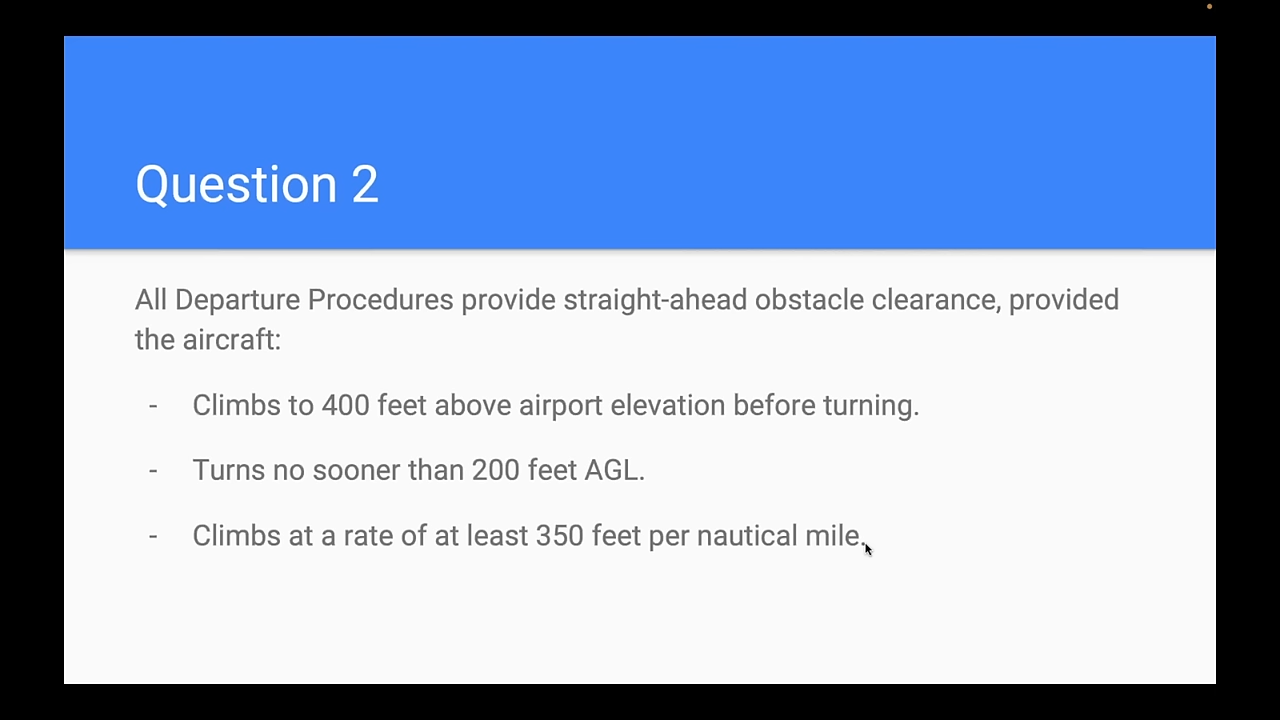 Question 2
All Departure Procedures provide straight-ahead obstacle clearance, provided
the aircraft:
- Climbs to 400 feet above airport elevation before turning.
- Turns no sooner than 200 feet AGL.
- Climbs at a rate of at least 350 feet per nautical mile.